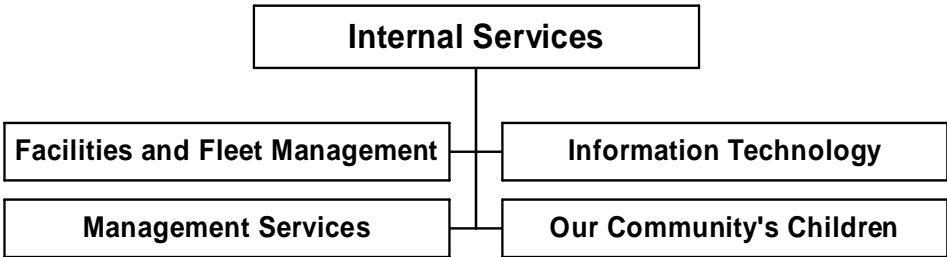 Internal Services
Facilities and Fleet Management
Information Technology
Management Services
Our Community's Children